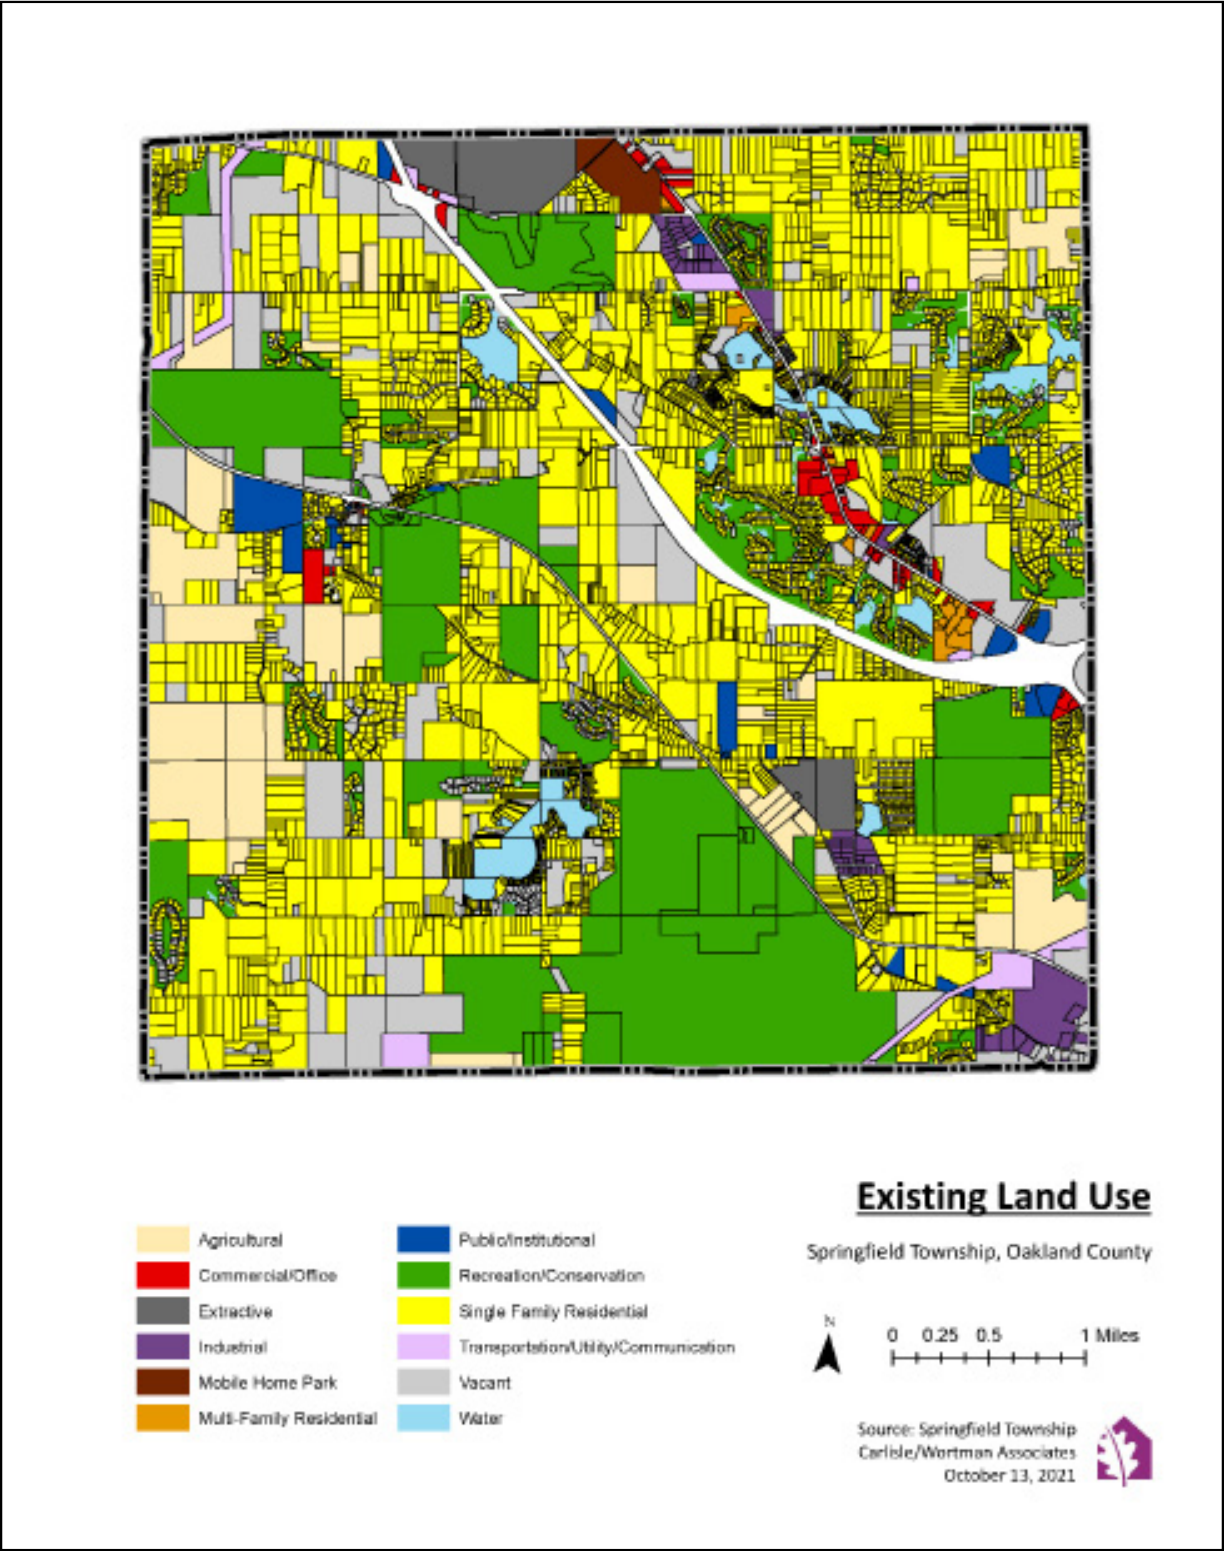 Existing Land Use
Springfield Township, Oakland County
Agricultural
Commercial/Office
Extractive
Industrial
Mobile Home Park
Multi-Family Residential
Public/Institutional
Recreation/Conservation
Single Family Residential
Transportation/Utility/Communication
Vacant
Water
N
0 0.25 0.5 1 Miles
Source: Springfield Township
Carlisle/Wortman Associates
October 13, 2021